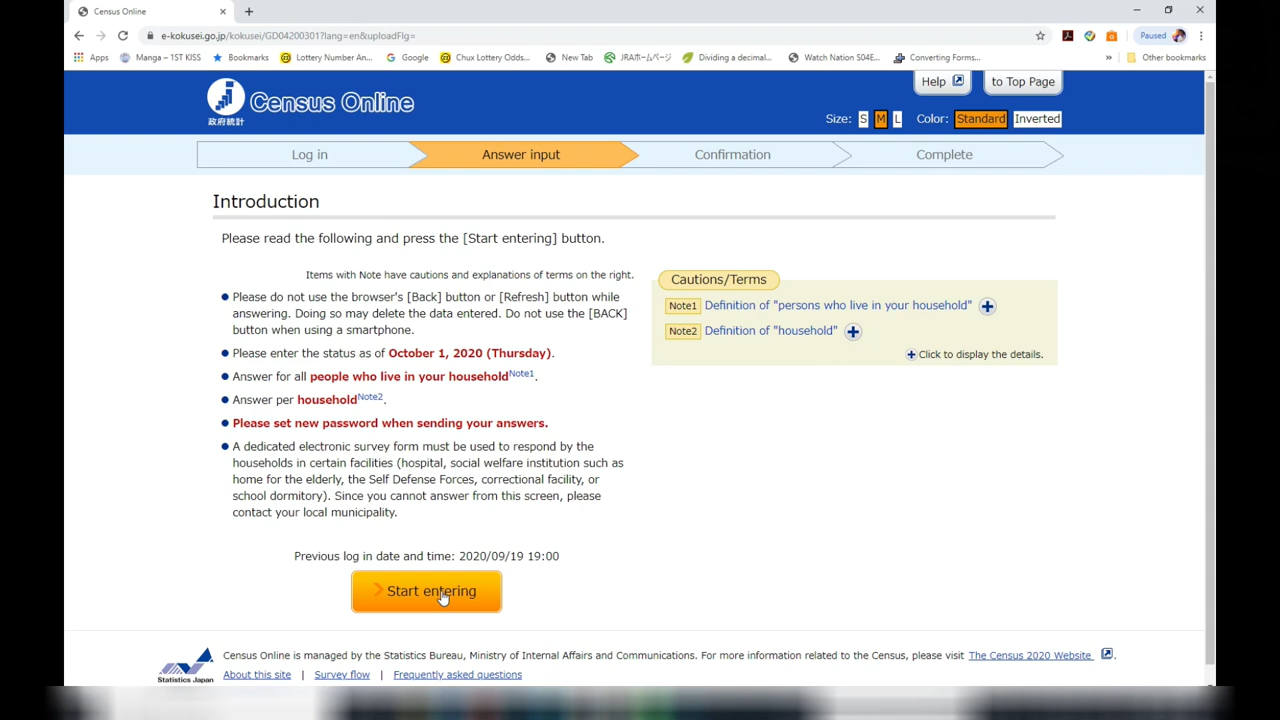 Census Online
e-kokusei.go.jp/kokusei/GD04200301?lang=en&uploadFlg=
Paused
Apps
Manga – 1ST KISS
Bookmarks
Lottery Number An...
Google
Chux Lottery Odds...
New Tab
JRAホームページ
Dividing a decimal...
Watch Nation S04E...
Converting Forms...
»
Other bookmarks
政府統計
Census Online
Help
to Top Page
Size: S M L Color: Standard Inverted
Log in
Answer input
Confirmation
Complete
Introduction
Please read the following and press the [Start entering] button.
Items with Note have cautions and explanations of terms on the right.
Please do not use the browser's [Back] button or [Refresh] button while
answering. Doing so may delete the data entered. Do not use the [BACK]
button when using a smartphone.
Please enter the status as of October 1, 2020 (Thursday).
Answer for all people who live in your householdNote1.
Answer per householdNote2.
Please set new password when sending your answers.
A dedicated electronic survey form must be used to respond by the
households in certain facilities (hospital, social welfare institution such as
home for the elderly, the Self Defense Forces, correctional facility, or
school dormitory). Since you cannot answer from this screen, please
contact your local municipality.
Cautions/Terms
Note1 Definition of "persons who live in your household"
Note2 Definition of "household"
Click to display the details.
Previous log in date and time: 2020/09/19 19:00
Start entering
Statistics Japan
Census Online is managed by the Statistics Bureau, Ministry of Internal Affairs and Communications. For more information related to the Census, please visit The Census 2020 Website .
About this site | Survey flow | Frequently asked questions